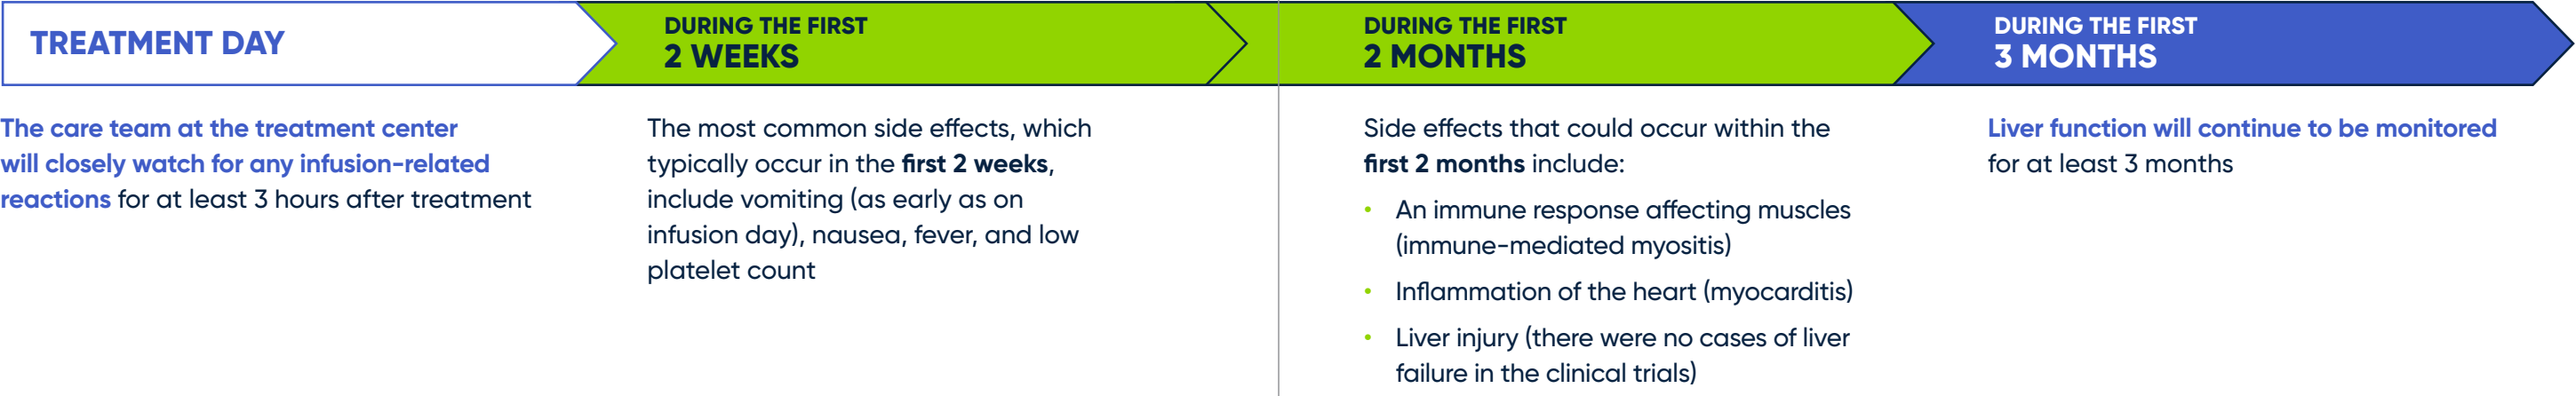 TREATMENT DAY
The care team at the treatment center
will closely watch for any infusion-related
reactions for at least 3 hours after treatment
DURING THE FIRST
2 WEEKS
The most common side effects, which
typically occur in the first 2 weeks,
include vomiting (as early as on
infusion day), nausea, fever, and low
platelet count
DURING THE FIRST
2 MONTHS
Side effects that could occur within the
first 2 months include:
• An immune response affecting muscles
(immune-mediated myositis)
• Inflammation of the heart (myocarditis)
• Liver injury (there were no cases of liver
failure in the clinical trials)
DURING THE FIRST
3 MONTHS
Liver function will continue to be monitored
for at least 3 months